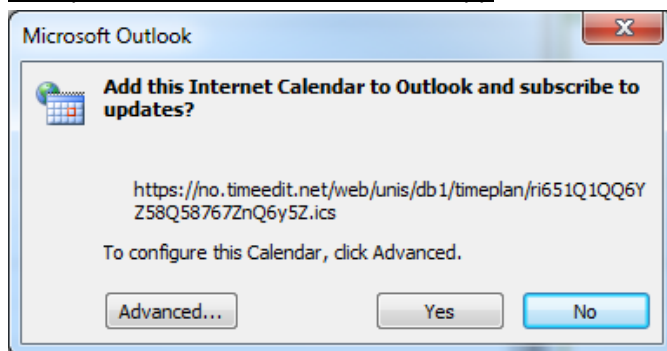 Microsoft Outlook
Add this Internet Calendar to Outlook and subscribe to
updates?
https://no.timeedit.net/web/unis/db1/timeplan/ri651Q1QQ6Y
Z58Q58767ZnQ6y5Z.ics
To configure this Calendar, click Advanced.
Advanced...
Yes
No